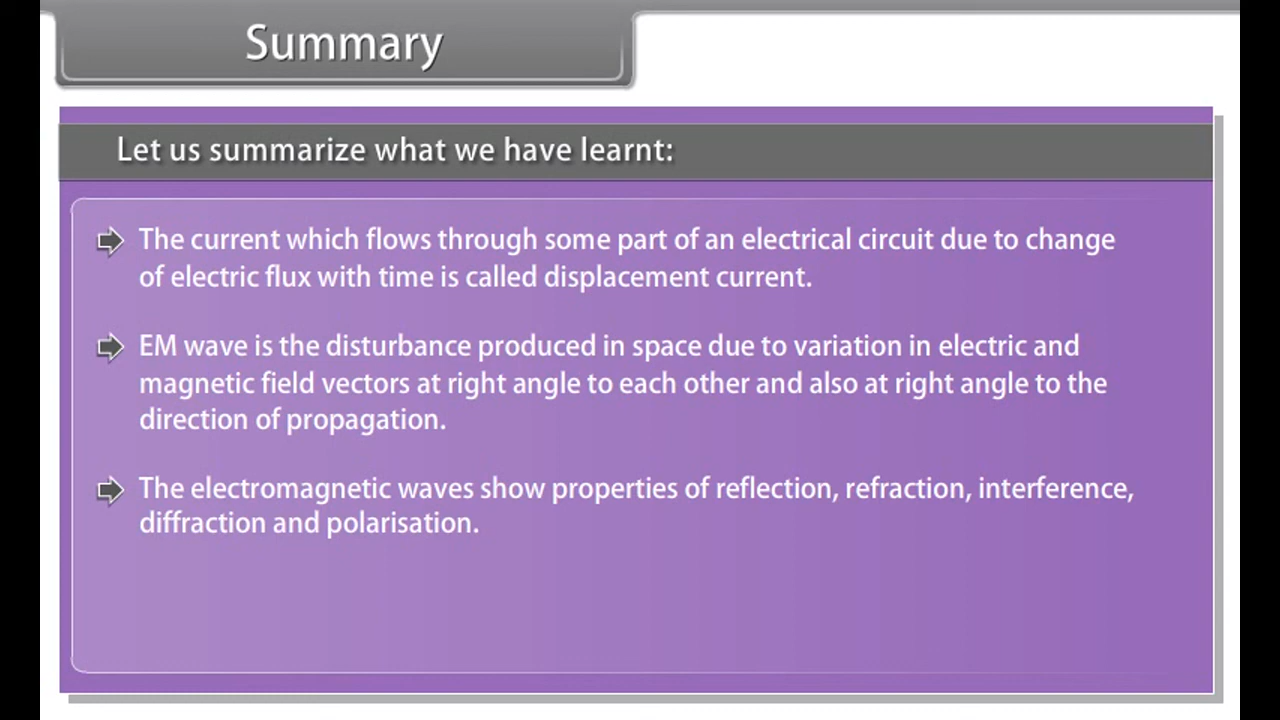 Summary
Let us summarize what we have learnt:
The current which flows through some part of an electrical circuit due to change
of electric flux with time is called displacement current.
EM wave is the disturbance produced in space due to variation in electric and
magnetic field vectors at right angle to each other and also at right angle to the
direction of propagation.
The electromagnetic waves show properties of reflection, refraction, interference,
diffraction and polarisation.